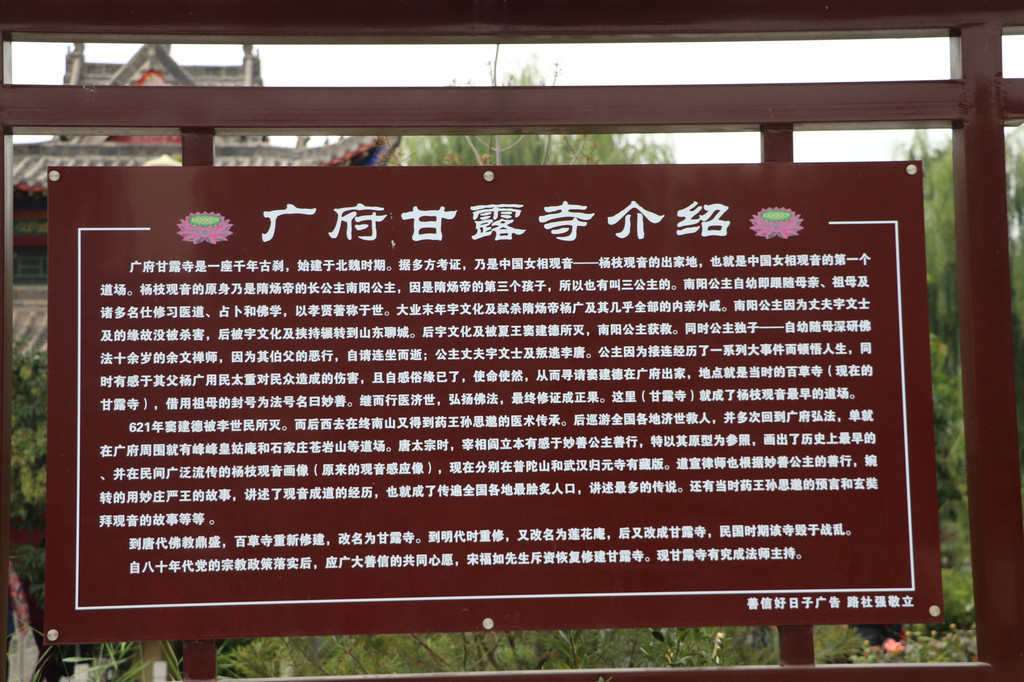 广府甘露寺介绍
广府甘露寺是一座千年古刹，始建于北魏时期。据多方考证，乃是中国女相观音——杨枝观音的出家地，也就是中国女相观音的第一个
道场。杨枝观音的原身乃是隋炀帝的长公主南阳公主，因是隋炀帝的第三个孩子，所以也有叫三公主的。南阳公主自幼即跟随母亲、祖母及
诸多名仕修习医道、占卜和佛学，以孝贤著称于世。大业末年宇文化及就杀隋炀帝杨广及其几乎全部的内亲外戚。南阳公主因为丈夫宇文士
及的缘故没被杀害，后被宇文化及挟持辗转到山东聊城。后宇文化及被夏王窦建德所灭，南阳公主获救。同时公主独子——自幼随母深研佛
法十余岁的余文禅师，因为其伯父的恶行，自请连坐而逝；公主丈夫宇文士及叛逃李唐。公主因为接连经历了一系列大事件而顿悟人生，同
时有感于其父杨广用民太重对民众造成的伤害，且自感俗缘已了，使命使然，从而寻请窦建德在广府出家，地点就是当时的百草寺（现在的
甘露寺），借用祖母的封号为法号名曰妙善。继而行医济世，弘扬佛法，最终修证成正果。这里（甘露寺）就成了杨枝观音最早的道场。
621年窦建德被李世民所灭。而后西去在终南山又得到药王孙思邈的医术传承。后巡游全国各地济世救人，并多次回到广府弘法，单就
在广府周围就有峰峰皇姑庵和石家庄苍岩山等道场。唐太宗时，宰相阎立本有感于妙善公主善行，特以其原型为参照，画出了历史上最早的
、并在民间广泛流传的杨枝观音画像（原来的观音感应像），现在分别在普陀山和武汉归元寺有藏版。道宣律师也根据妙善公主的善行，婉
转的用妙庄严王的故事，讲述了观音成道的经历，也就成了传遍全国各地最脍炙人口，讲述最多的传说。还有当时药王孙思邈的预言和玄奘
拜观音的故事等等。
到唐代佛教鼎盛，百草寺重新修建，改名为甘露寺。到明代时重修，又改名为莲花庵，后又改成甘露寺，民国时期该寺毁于战乱。
自八十年代党的宗教政策落实后，应广大善信的共同心愿，宋福如先生斥资恢复修建甘露寺。现甘露寺有究成法师主持。
善信好日子广告 路社强敬立